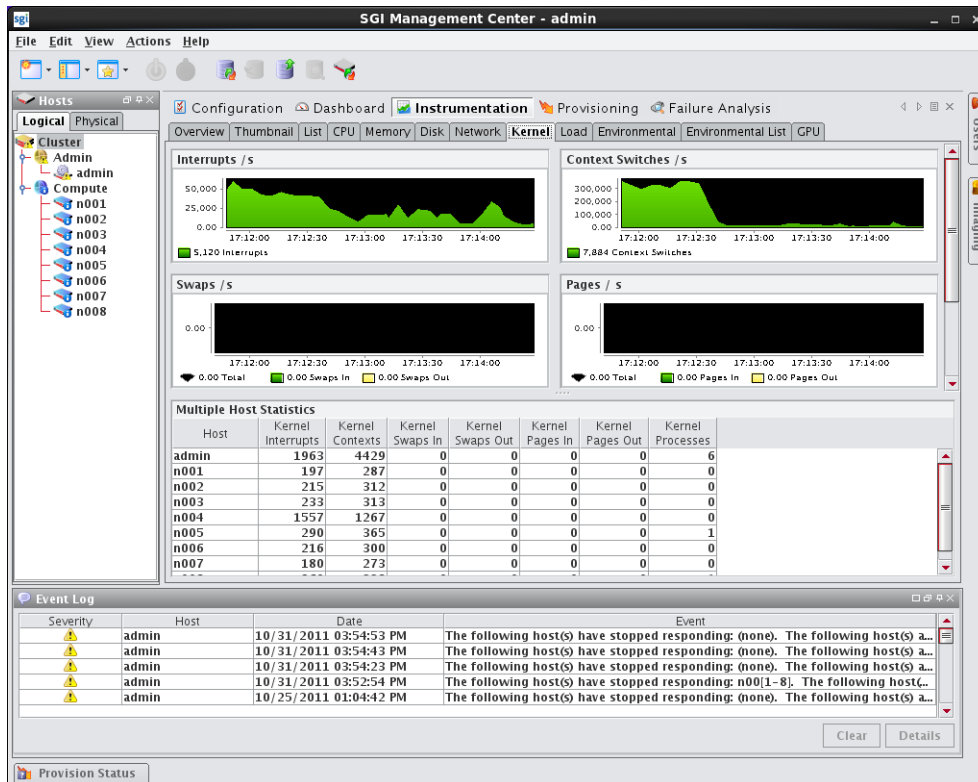 sgi SGI Management Center - admin
File Edit View Actions Help
Hosts
Logical Physical
Cluster
Admin
admin
Compute
n001
n002
n003
n004
n005
n006
n007
n008
Configuration Dashboard Instrumentation Provisioning Failure Analysis
Overview Thumbnail List CPU Memory Disk Network Kernel Load Environmental Environmental List GPU
Interrupts /s
50,000
25,000
0.00
17:12:00 17:12:30 17:13:00 17:13:30 17:14:00
5,120 Interrupts
Context Switches /s
300,000
200,000
100,000
0.00
17:12:00 17:12:30 17:13:00 17:13:30 17:14:00
7,884 Context Switches
Swaps /s
0.00
17:12:00 17:12:30 17:13:00 17:13:30 17:14:00
0.00 Total 0.00 Swaps In 0.00 Swaps Out
Pages / s
0.00
17:12:00 17:12:30 17:13:00 17:13:30 17:14:00
0.00 Total 0.00 Pages In 0.00 Pages Out
Users
Imaging
Multiple Host Statistics
Host Kernel Interrupts Kernel Contexts Kernel Swaps In Kernel Swaps Out Kernel Pages In Kernel Pages Out Kernel Processes
admin 1963 4429 0 0 0 0 6
n001 197 287 0 0 0 0 0
n002 215 312 0 0 0 0 0
n003 233 313 0 0 0 0 0
n004 1557 1267 0 0 0 0 0
n005 290 365 0 0 0 0 1
n006 216 300 0 0 0 0 0
n007 180 273 0 0 0 0 0
Event Log
Severity Host Date Event
admin 10/31/2011 03:54:53 PM The following host(s) have stopped responding: (none). The following host(s) a...
admin 10/31/2011 03:54:43 PM The following host(s) have stopped responding: (none). The following host(s) a...
admin 10/31/2011 03:54:23 PM The following host(s) have stopped responding: (none). The following host(s) a...
admin 10/31/2011 03:52:54 PM The following host(s) have stopped responding: n00[1-8]. The following host(...
admin 10/25/2011 01:04:42 PM The following host(s) have stopped responding: (none). The following host(s) a...
Clear Details
Provision Status